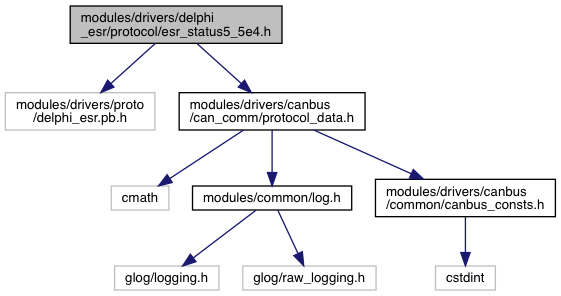 modules/drivers/delphi
_esr/protocol/esr_status5_5e4.h
modules/drivers/proto
/delphi_esr.pb.h
modules/drivers/canbus
/can_comm/protocol_data.h
cmath
modules/common/log.h
modules/drivers/canbus
/common/canbus_consts.h
glog/logging.h
glog/raw_logging.h
cstdint